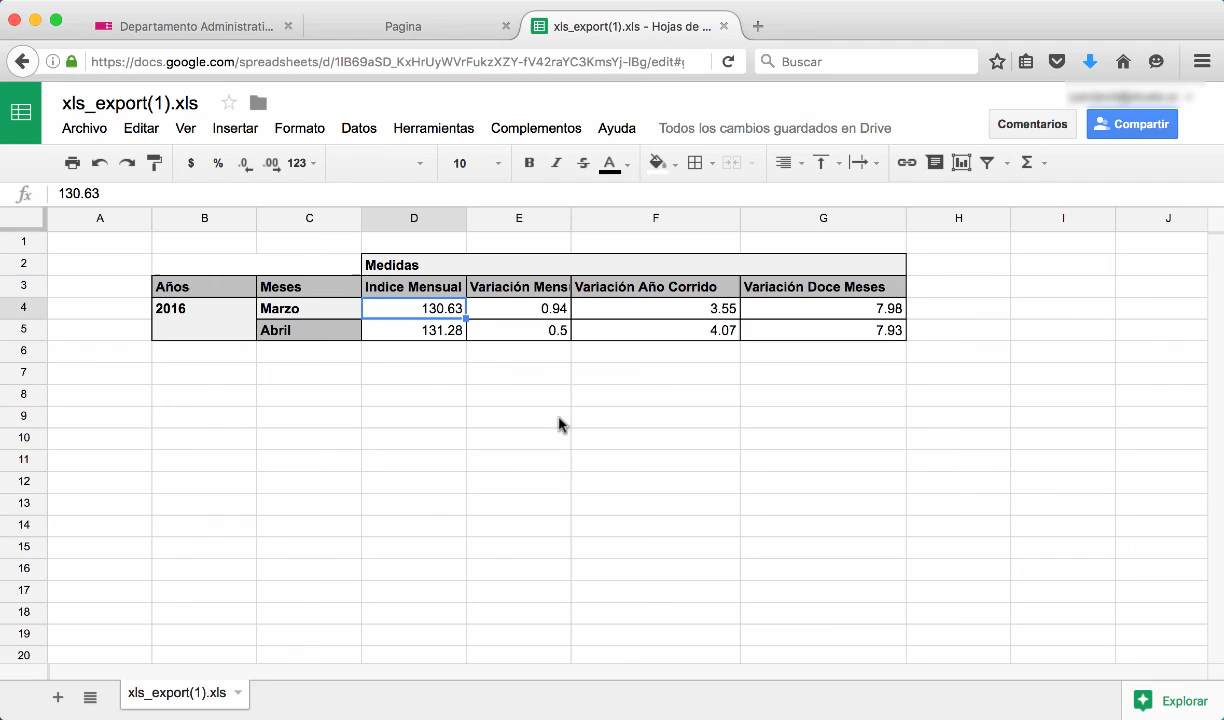 Departamento Administrati...
Pagina
xls_export(1).xls - Hojas de ...
https://docs.google.com/spreadsheets/d/1lB69aSD_KxHrUyWVrFukzXZY-fV42raYC3KmsYj-lBg/edit#g
Buscar
xls_export(1).xls
Archivo Editar Ver Insertar Formato Datos Herramientas Complementos Ayuda Todos los cambios guardados en Drive
Comentarios Compartir
$ % .0 .00 123 10 B I S A Σ
fx 130.63
A B C D E F G H I J
1
2 Medidas
3 Años Meses Indice Mensual Variación Mensu Variación Año Corrido Variación Doce Meses
4 2016 Marzo 130.63 0.94 3.55 7.98
5 Abril 131.28 0.5 4.07 7.93
6
7
8
9
10
11
12
13
14
15
16
17
18
19
20
xls_export(1).xls
Explorar